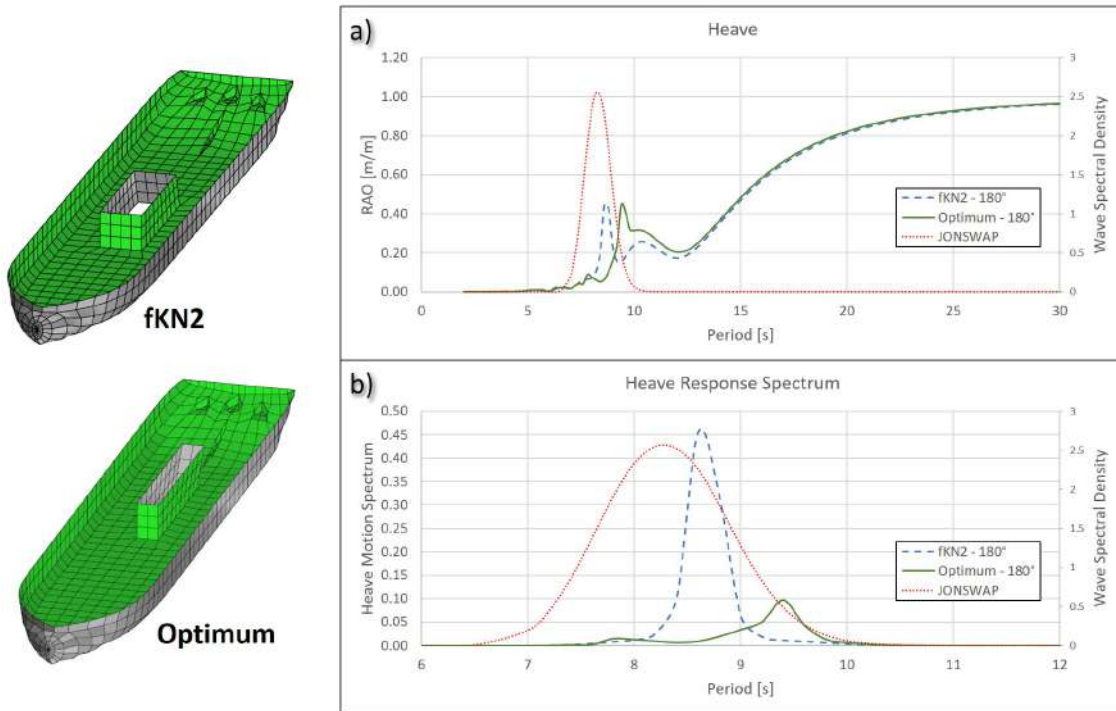 fKN2
Optimum
a)
Heave
1.20
1.00
0.80
0.60
0.40
0.20
0.00
RAO [m/m]
3
2.5
2
1.5
1
0.5
0
Wave Spectral Density
fKN2 - 180°
Optimum - 180°
JONSWAP
0 5 10 15 20 25 30
Period [s]
b)
Heave Response Spectrum
0.50
0.45
0.40
0.35
0.30
0.25
0.20
0.15
0.10
0.05
0.00
Heave Motion Spectrum
3
2.5
2
1.5
1
0.5
0
Wave Spectral Density
fKN2 - 180°
Optimum - 180°
JONSWAP
6 7 8 9 10 11 12
Period [s]